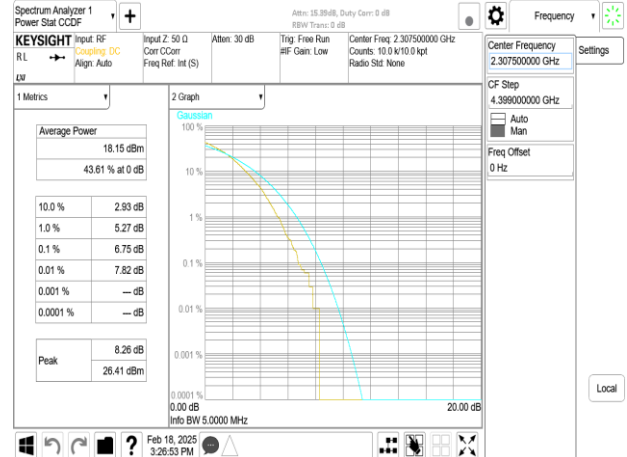 Spectrum Analyzer 1
Power Stat CCDF
Attn: 15.39dB, Duty Corr: 0 dB
RBW Trans: 0 dB
Frequency
KEYSIGHT
RL
LXI
Input: RF
Coupling: DC
Align: Auto
Input Z: 50 Ω
Corr CCorr
Freq Ref: Int (S)
Atten: 30 dB
Trig: Free Run
#IF Gain: Low
Center Freq: 2.307500000 GHz
Counts: 10.0 k/10.0 kpt
Radio Std: None
Center Frequency
2.307500000 GHz
Settings
CF Step
4.399000000 GHz
Auto
Man
Freq Offset
0 Hz
1 Metrics
Average Power
18.15 dBm
43.61 % at 0 dB
10.0 % 2.93 dB
1.0 % 5.27 dB
0.1 % 6.75 dB
0.01 % 7.82 dB
0.001 % --- dB
0.0001 % --- dB
Peak
8.26 dB
26.41 dBm
2 Graph
Gaussian
100 %
10 %
1 %
0.1 %
0.01 %
0.001 %
0.0001 %
0.00 dB 20.00 dB
Info BW 5.0000 MHz
Local
?
Feb 18, 2025
3:26:53 PM